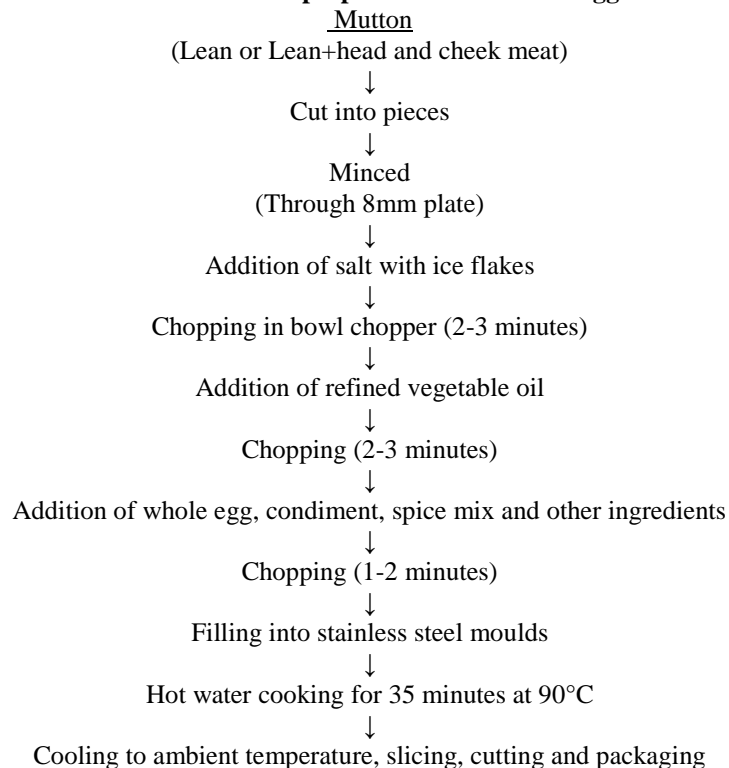 Mutton
(Lean or Lean+head and cheek meat)
↓
Cut into pieces
↓
Minced
(Through 8mm plate)
↓
Addition of salt with ice flakes
↓
Chopping in bowl chopper (2-3 minutes)
↓
Addition of refined vegetable oil
↓
Chopping (2-3 minutes)
↓
Addition of whole egg, condiment, spice mix and other ingredients
↓
Chopping (1-2 minutes)
↓
Filling into stainless steel moulds
↓
Hot water cooking for 35 minutes at 90°C
↓
Cooling to ambient temperature, slicing, cutting and packaging